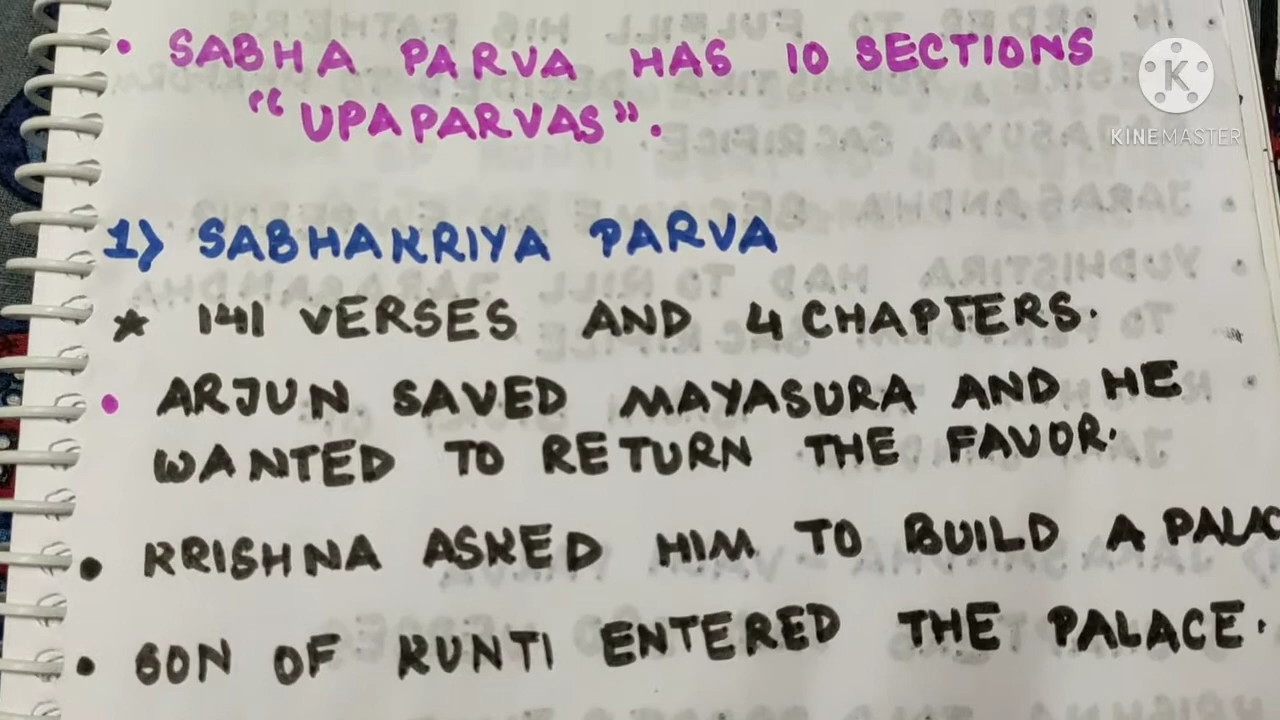 • SABHA PARVA HAS 10 SECTIONS
"UPAPARVAS".
K
KINEMASTER
1) SABHAKRIYA PARVA
★ 141 VERSES AND 4 CHAPTERS.
• ARJUN SAVED MAYASURA AND HE
WANTED TO RETURN THE FAVOR.
• KRISHNA ASKED HIM TO BUILD A PALAC
• SON OF KUNTI ENTERED THE PALACE.